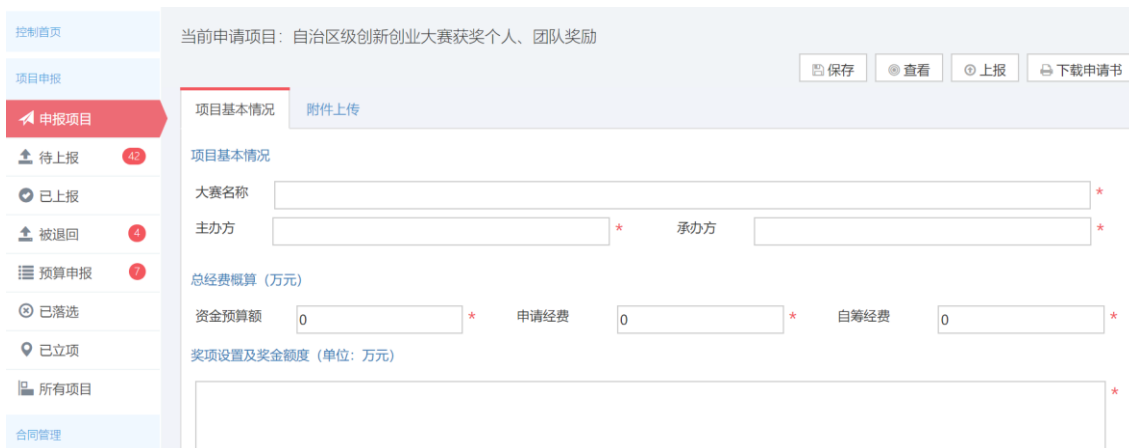 控制首页
项目申报
申报项目
待上报 42
已上报
被退回 4
预算申报 7
已落选
已立项
所有项目
合同管理
当前申请项目：自治区级创新创业大赛获奖个人、团队奖励
保存 查看 上报 下载申请书
项目基本情况 附件上传
项目基本情况
大赛名称 *
主办方 * 承办方 *
总经费概算（万元）
资金预算额 0 * 申请经费 0 * 自筹经费 0 *
奖项设置及奖金额度（单位：万元）
*